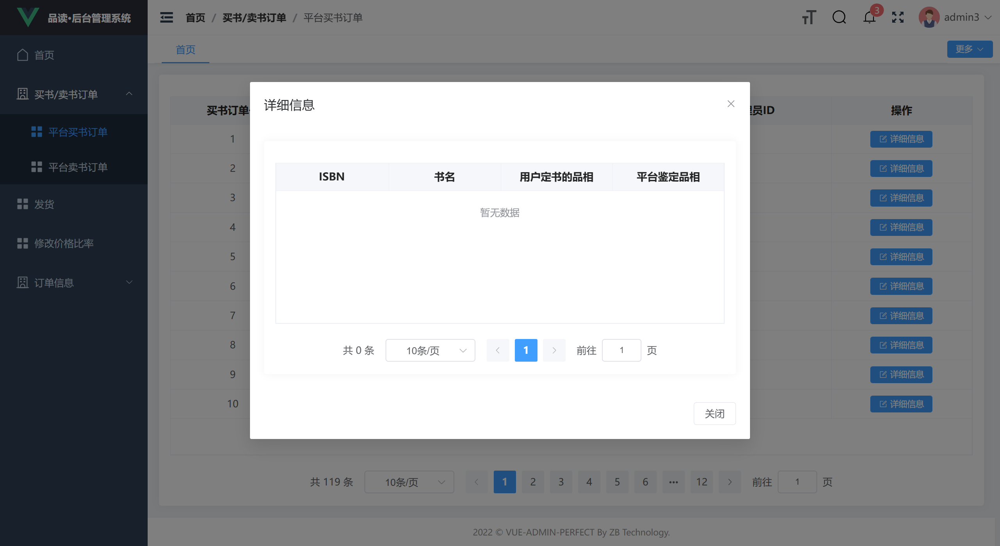 品读•后台管理系统
首页 / 买书/卖书订单 / 平台买书订单
3
admin3
首页
更多
首页
买书/卖书订单
平台买书订单
平台卖书订单
发货
修改价格比率
订单信息
买书订单
员ID
操作
1
详细信息
2
详细信息
3
详细信息
4
详细信息
5
详细信息
6
详细信息
7
详细信息
8
详细信息
9
详细信息
10
详细信息
详细信息
ISBN
书名
用户定书的品相
平台鉴定品相
暂无数据
共 0 条
10条/页
1
前往 1 页
关闭
共 119 条
10条/页
1 2 3 4 5 6 ••• 12
前往 1 页
2022 © VUE-ADMIN-PERFECT By ZB Technology.